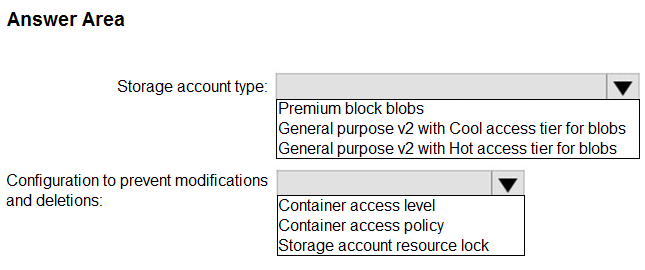 Answer Area
Storage account type:
Premium block blobs
General purpose v2 with Cool access tier for blobs
General purpose v2 with Hot access tier for blobs
Configuration to prevent modifications
and deletions:
Container access level
Container access policy
Storage account resource lock